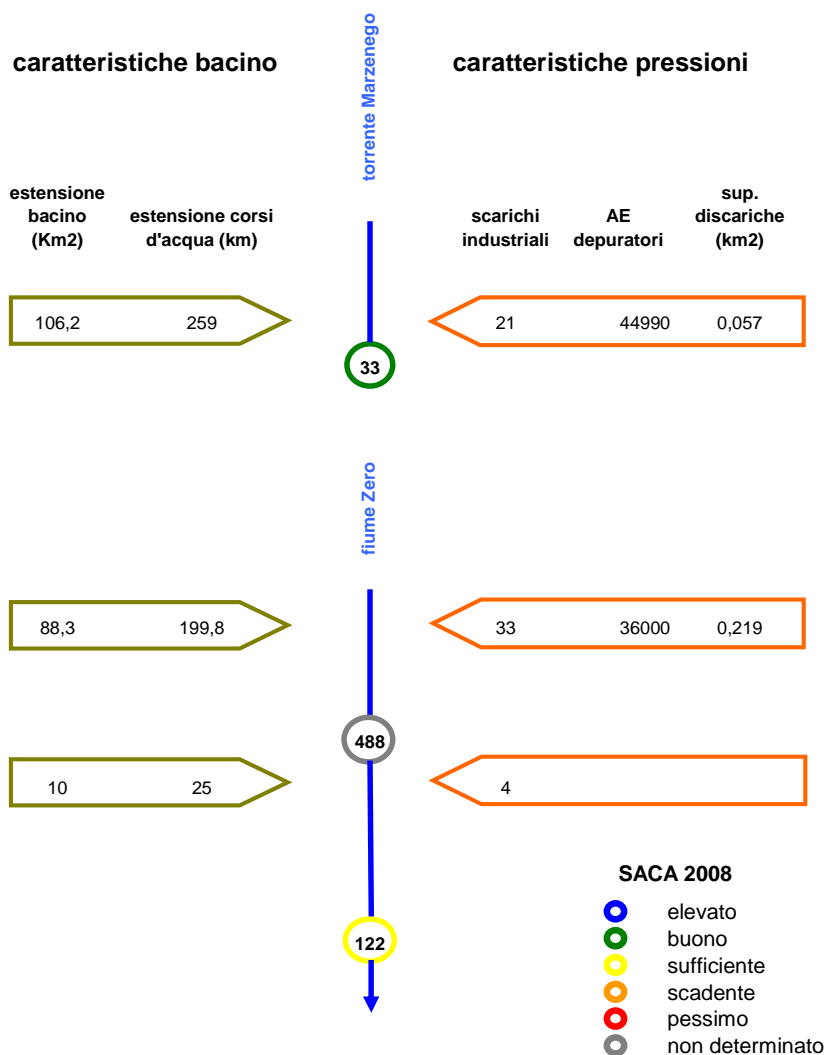 caratteristiche bacino
torrente Marzenego
caratteristiche pressioni
estensione
bacino
(Km2)
estensione corsi
d'acqua (km)
scarichi
industriali
AE
depuratori
sup.
discariche
(km2)
106,2 259
21 44990 0,057
33
fiume Zero
88,3 199,8
33 36000 0,219
488
10 25
4
122
SACA 2008
elevato
buono
sufficiente
scadente
pessimo
non determinato